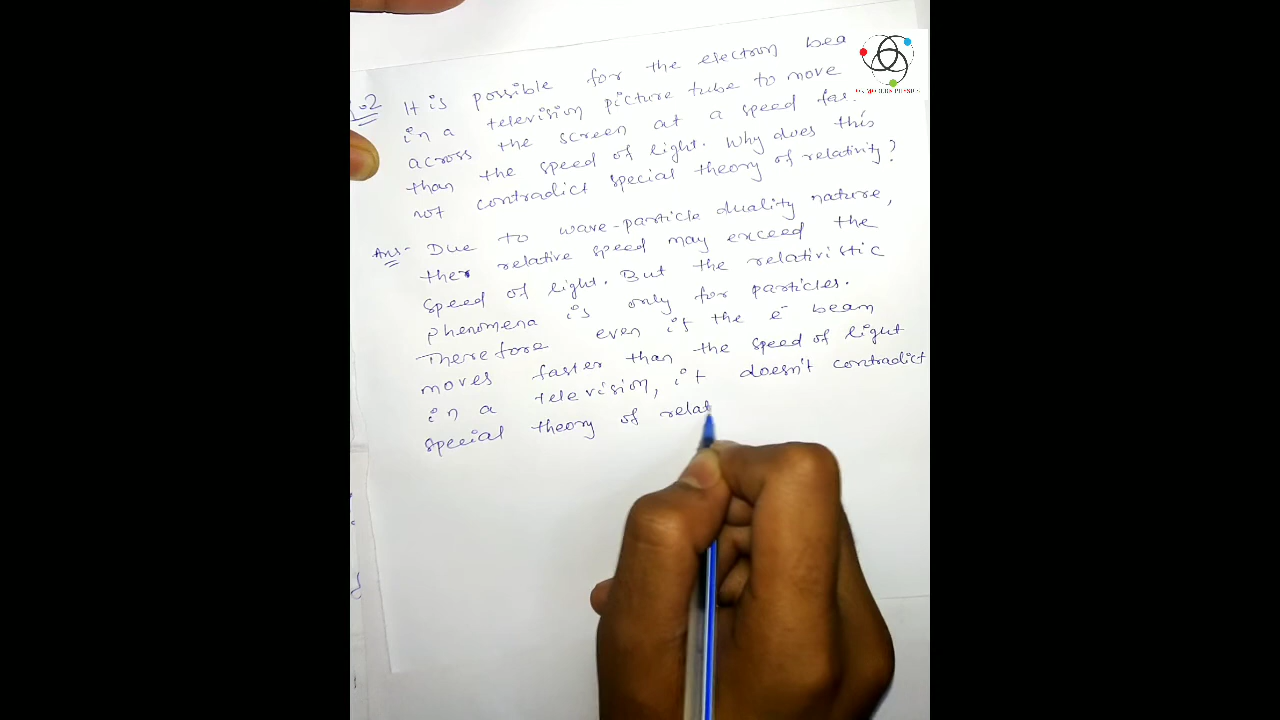 .2 It is possible for the electron bea
in a television picture tube to move
across the screen at a speed fas.
than the speed of light. Why does this
not contradict special theory of relativity?
Ans- Due to wave-particle duality nature,
ther relative speed may exceed the
speed of light. But the relativistic
phenomena is only for particles.
Therefore even if the e⁻ beam
moves faster than the speed of light
in a television, it doesn't contradict
special theory of relat